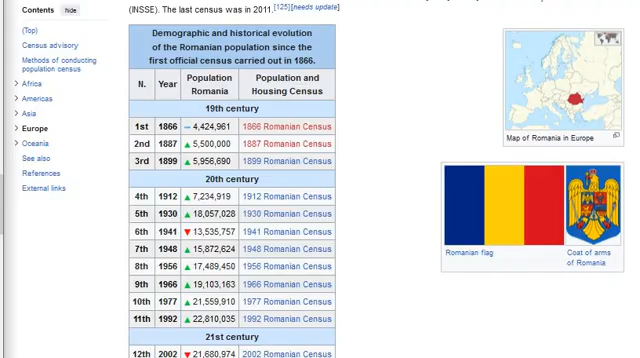 Contents hide
(Top)
Census advisory
Methods of conducting
population census
Africa
Americas
Asia
Europe
Oceania
See also
References
External links
(INSSE). The last census was in 2011.[125][needs update]
Demographic and historical evolution
of the Romanian population since the
first official census carried out in 1866.
N. Year Population Romania Population and Housing Census
19th century
1st 1866 4,424,961 1866 Romanian Census
2nd 1887 ▲ 5,500,000 1887 Romanian Census
3rd 1899 ▲ 5,956,690 1899 Romanian Census
20th century
4th 1912 ▲ 7,234,919 1912 Romanian Census
5th 1930 ▲ 18,057,028 1930 Romanian Census
6th 1941 ▼ 13,535,757 1941 Romanian Census
7th 1948 ▲ 15,872,624 1948 Romanian Census
8th 1956 ▲ 17,489,450 1956 Romanian Census
9th 1966 ▲ 19,103,163 1966 Romanian Census
10th 1977 ▲ 21,559,910 1977 Romanian Census
11th 1992 ▲ 22,810,035 1992 Romanian Census
21st century
12th 2002 ▼ 21,680,974 2002 Romanian Census
Map of Romania in Europe
Romanian flag
Coat of arms
of Romania